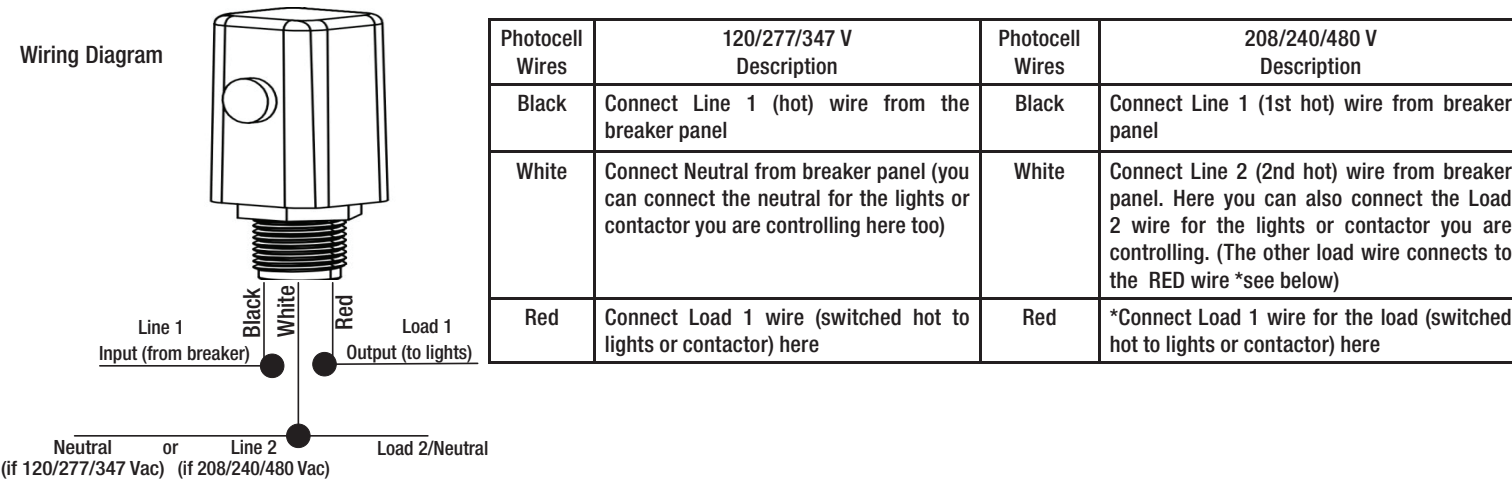 Wiring Diagram
Black
White
Red
Line 1
Input (from breaker)
Load 1
Output (to lights)
Neutral or Line 2
(if 120/277/347 Vac) (if 208/240/480 Vac)
Load 2/Neutral
Photocell
Wires
120/277/347 V
Description
Photocell
Wires
208/240/480 V
Description
Black
Connect Line 1 (hot) wire from the
breaker panel
Black
Connect Line 1 (1st hot) wire from breaker
panel
White
Connect Neutral from breaker panel (you
can connect the neutral for the lights or
contactor you are controlling here too)
White
Connect Line 2 (2nd hot) wire from breaker
panel. Here you can also connect the Load
2 wire for the lights or contactor you are
controlling. (The other load wire connects to
the RED wire *see below)
Red
Connect Load 1 wire (switched hot to
lights or contactor) here
Red
*Connect Load 1 wire for the load (switched
hot to lights or contactor) here